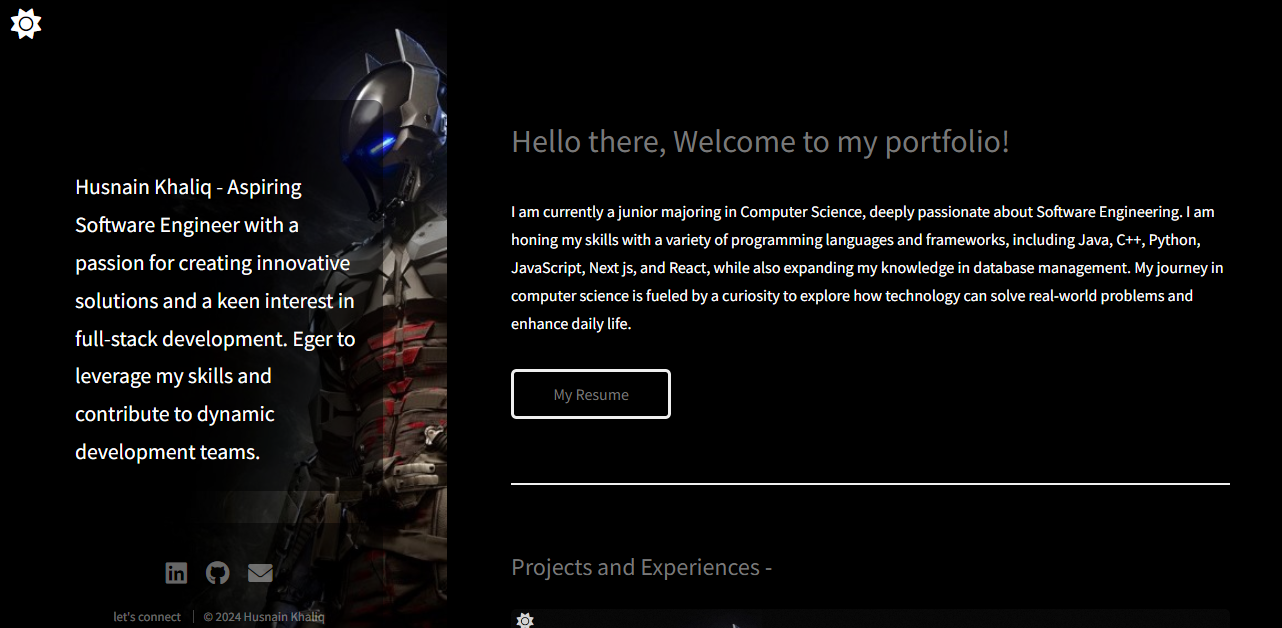 Husnain Khaliq - Aspiring
Software Engineer with a
passion for creating innovative
solutions and a keen interest in
full-stack development. Eger to
leverage my skills and
contribute to dynamic
development teams.
let's connect
© 2024 Husnain Khaliq
Hello there, Welcome to my portfolio!
I am currently a junior majoring in Computer Science, deeply passionate about Software Engineering. I am
honing my skills with a variety of programming languages and frameworks, including Java, C++, Python,
JavaScript, Next js, and React, while also expanding my knowledge in database management. My journey in
computer science is fueled by a curiosity to explore how technology can solve real-world problems and
enhance daily life.
My Resume
Projects and Experiences -